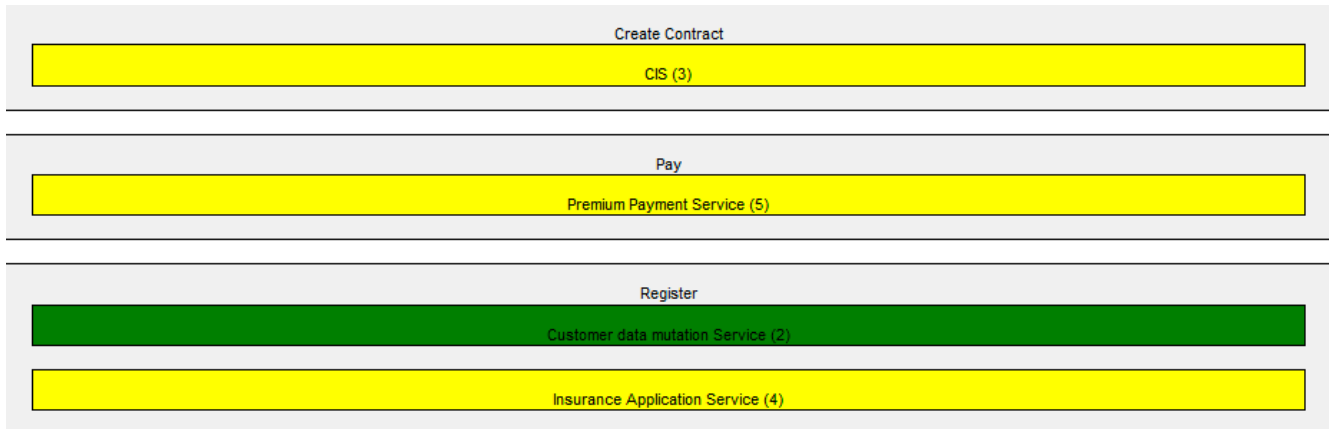 Create Contract
CIS (3)
Pay
Premium Payment Service (5)
Register
Customer data mutation Service (2)
Insurance Application Service (4)